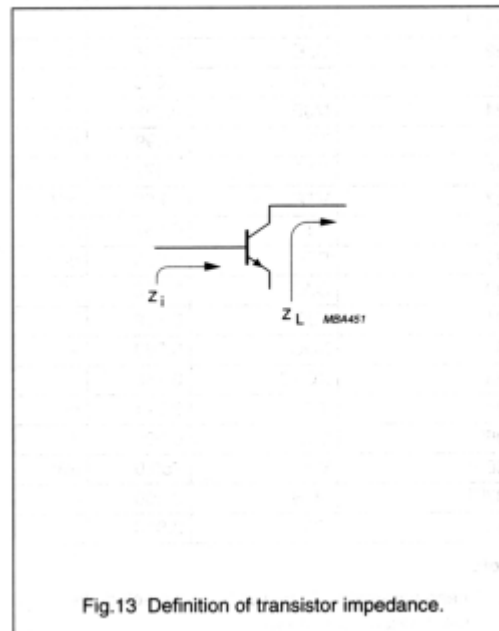 Z i
Z L MBA451
Fig.13 Definition of transistor impedance.